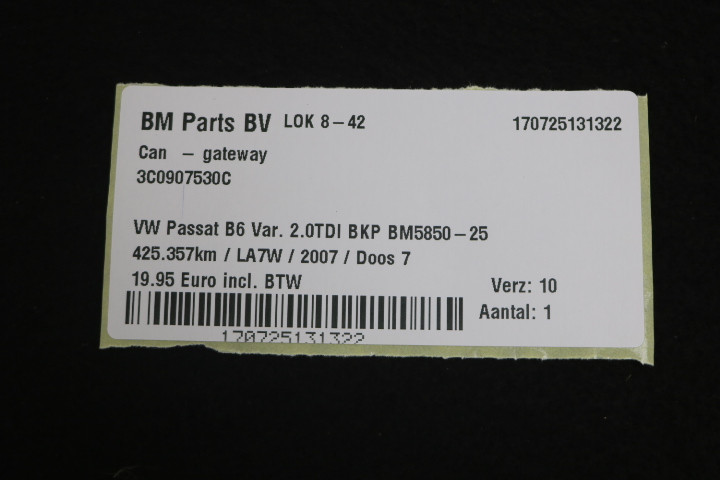 BM Parts BV LOK 8-42 170725131322
Can - gateway
3C0907530C
VW Passat B6 Var. 2.0TDI BKP BM5850-25
425.357km / LA7W / 2007 / Doos 7
19.95 Euro incl. BTW Verz: 10
Aantal: 1
170725131322